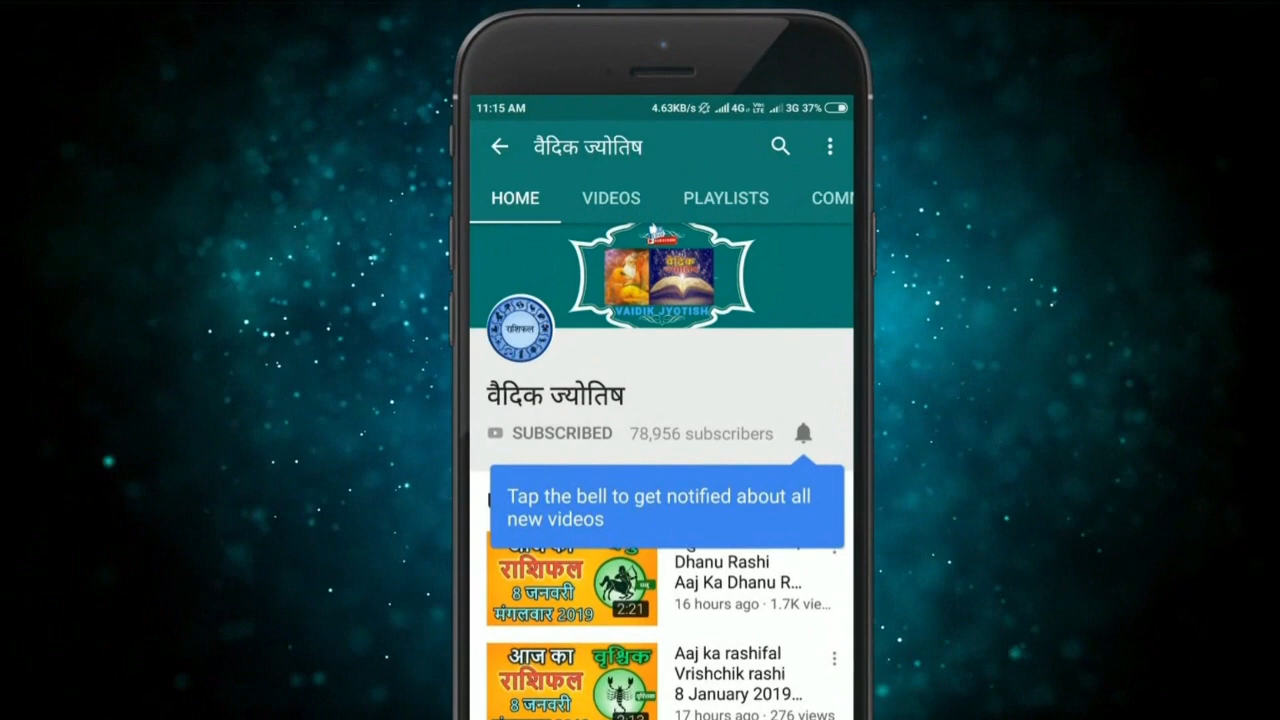 11:15 AM
4.63KB/s 4G VoLTE 3G 37%
वैदिक ज्योतिष
HOME VIDEOS PLAYLISTS COMM
वैदिक
VAIDIK JYOTISH
राशिफल
वैदिक ज्योतिष
SUBSCRIBED 78,956 subscribers
Tap the bell to get notified about all
new videos
आज का
राशिफल
8 जनवरी
मंगलवार 2019
2:21
Dhanu Rashi
Aaj Ka Dhanu R...
16 hours ago · 1.7K vie...
आज का वृश्चिक
राशिफल
8 जनवरी
Aaj ka rashifal
Vrishchik rashi
8 January 2019...
17 hours ago · 276 views